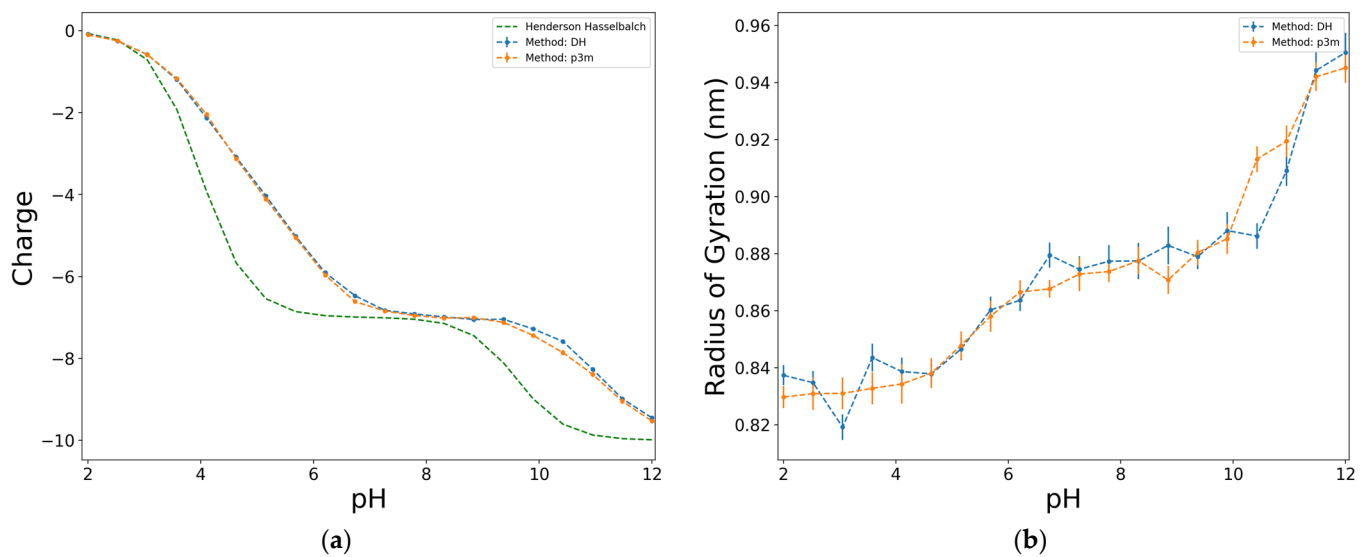 Henderson Hasselbalch
Method: DH
Method: p3m
0
−2
−4
−6
−8
−10
Charge
2 4 6 8 10 12
pH
(a)
Method: DH
Method: p3m
0.96
0.94
0.92
0.90
0.88
0.86
0.84
0.82
Radius of Gyration (nm)
2 4 6 8 10 12
pH
(b)